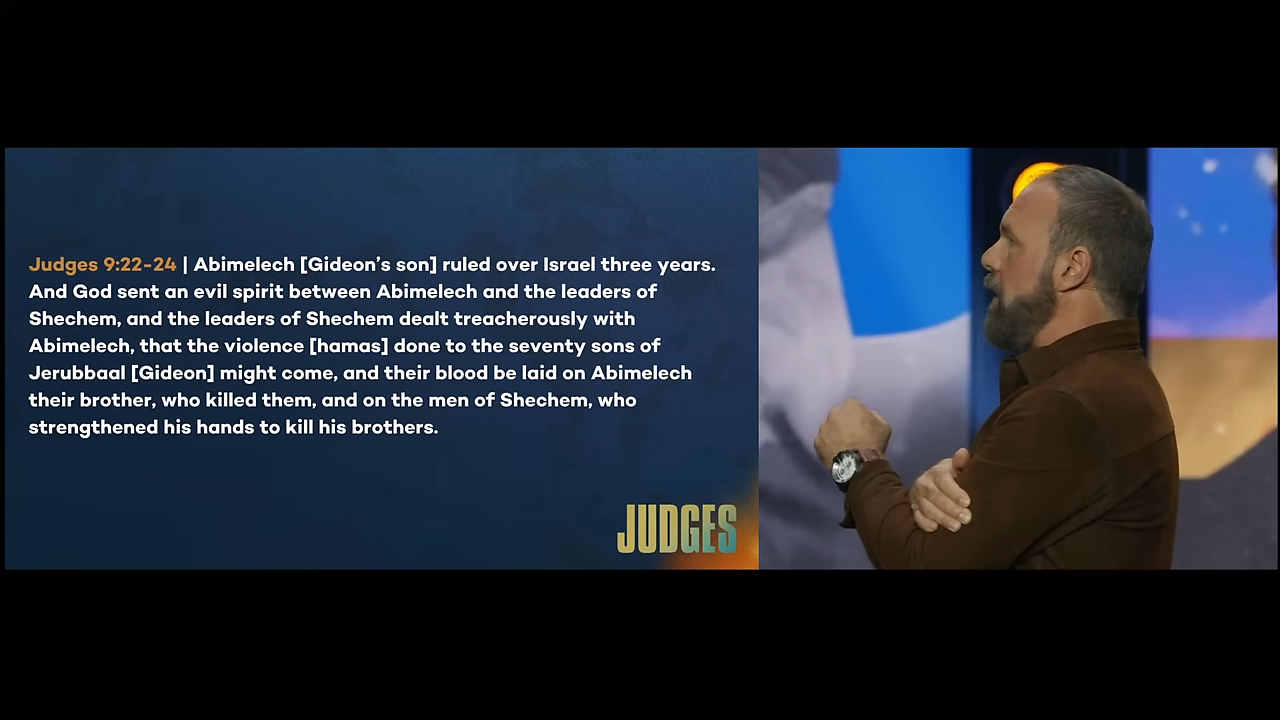 Judges 9:22-24 | Abimelech [Gideon’s son] ruled over Israel three years.
And God sent an evil spirit between Abimelech and the leaders of
Shechem, and the leaders of Shechem dealt treacherously with
Abimelech, that the violence [hamas] done to the seventy sons of
Jerubbaal [Gideon] might come, and their blood be laid on Abimelech
their brother, who killed them, and on the men of Shechem, who
strengthened his hands to kill his brothers.
JUDGES